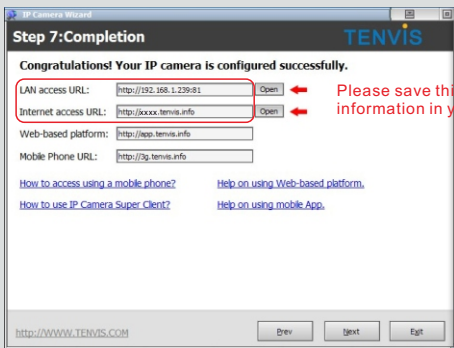 IP Camera Wizard
Step 7:Completion
TENVIS
Congratulations! Your IP camera is configured successfully.
LAN access URL: http://192.168.1.239:81 Open
Please save thi
Internet access URL: http://xxxx.tenvis.info Open
information in y
Web-based platform: http://app.tenvis.info
Mobile Phone URL: http://3g.tenvis.info
How to access using a mobile phone? Help on using Web-based platform.
How to use IP Camera Super Client? Help on using mobile App.
http://WWW.TENVIS.COM Prev Next Exit